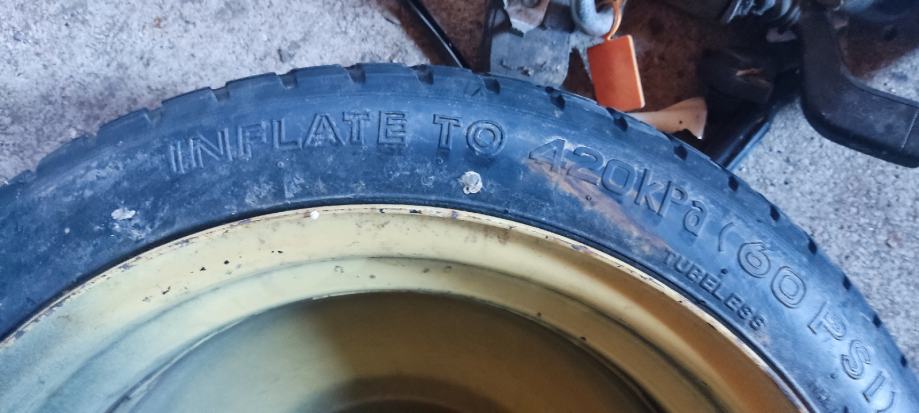 INFLATE TO 420kPa (60 PSI)
TUBELESS